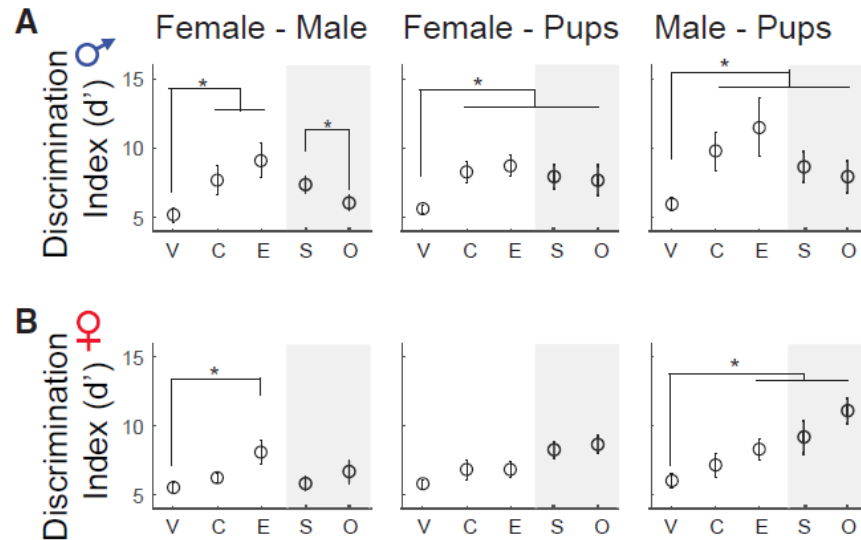 A ♂ Female - Male Female - Pups Male - Pups
Discrimination
Index (d')
15
10
5
*
*
*
*
V C E S O
V C E S O
V C E S O
B ♀
Discrimination
Index (d')
15
10
5
*
*
V C E S O
V C E S O
V C E S O